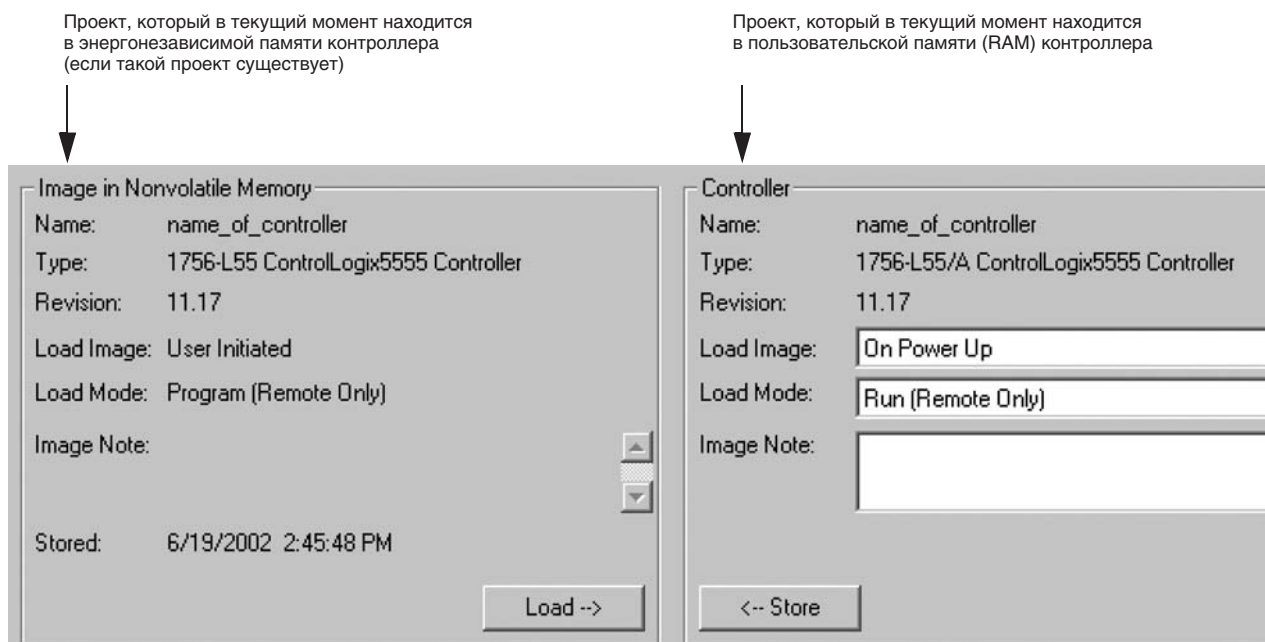 Проект, который в текущий момент находится
в энергонезависимой памяти контроллера
(если такой проект существует)
Проект, который в текущий момент находится
в пользовательской памяти (RAM) контроллера
Image in Nonvolatile Memory
Name: name_of_controller
Type: 1756-L55 ControlLogix5555 Controller
Revision: 11.17
Load Image: User Initiated
Load Mode: Program (Remote Only)
Image Note:
Stored: 6/19/2002 2:45:48 PM
Load -->
Controller
Name: name_of_controller
Type: 1756-L55/A ControlLogix5555 Controller
Revision: 11.17
Load Image: On Power Up
Load Mode: Run (Remote Only)
Image Note:
<-- Store